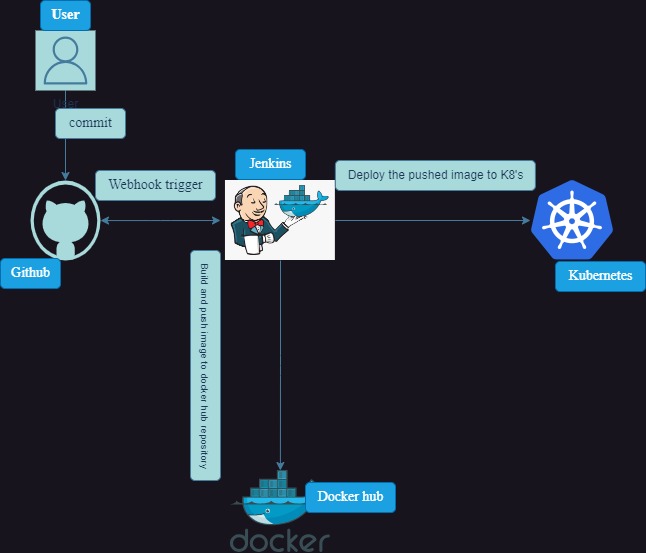 User
User
commit
Jenkins
Webhook trigger
Deploy the pushed image to K8's
Github
Kubernetes
Build and push image to docker hub repository
Docker hub
docker